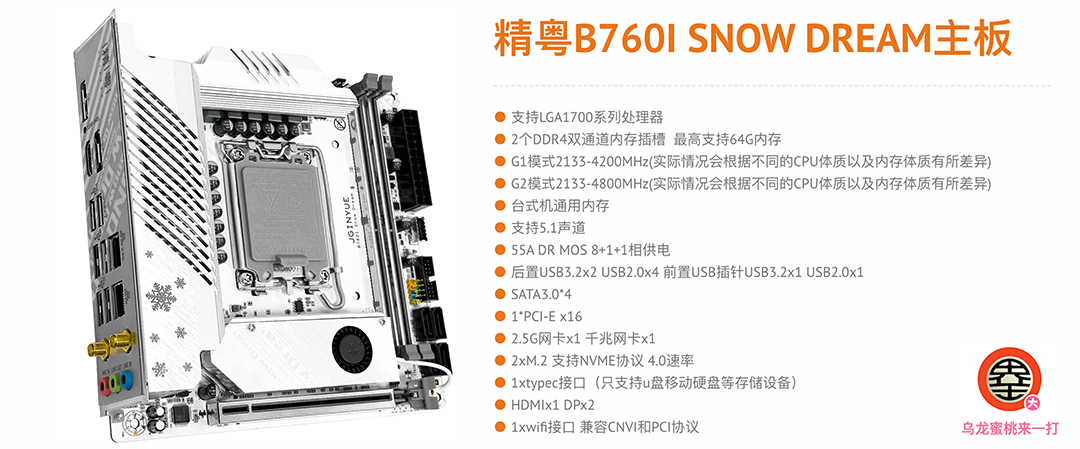 精粤B760I SNOW DREAM主板
支持LGA1700系列处理器
2个DDR4双通道内存插槽 最高支持64G内存
G1模式2133-4200MHz(实际情况会根据不同的CPU体质以及内存体质有所差异)
G2模式2133-4800MHz(实际情况会根据不同的CPU体质以及内存体质有所差异)
台式机通用内存
支持5.1声道
55A DR MOS 8+1+1相供电
后置USB3.2x2 USB2.0x4 前置USB插针USB3.2x1 USB2.0x1
SATA3.0*4
1*PCI-E x16
2.5G网卡x1 千兆网卡x1
2xM.2 支持NVME协议 4.0速率
1xtypec接口（只支持u盘移动硬盘等存储设备）
HDMIx1 DPx2
1xwifi接口 兼容CNVI和PCI协议
JGINYUE
B760I Snow Dream
大
乌龙蜜桃来一打